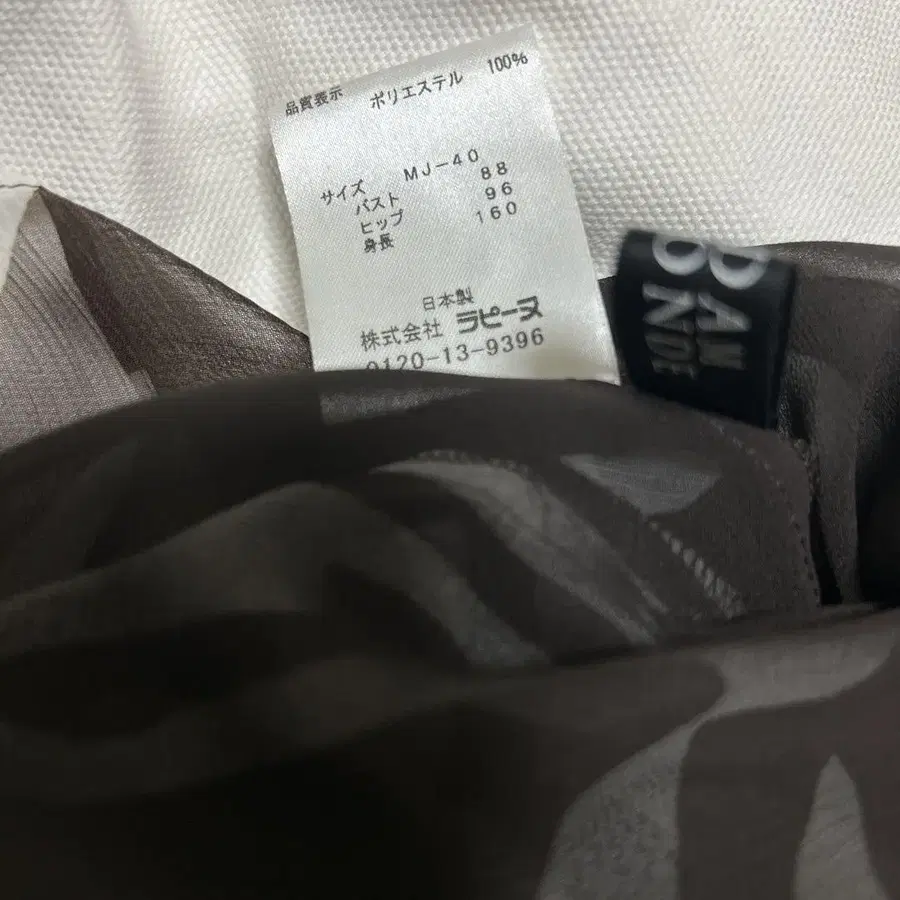 品質表示 ポリエステル 100%
サイズ MJ-40
バスト 88
ヒップ 96
身長 160
日本製
株式会社 ラピーヌ
0120-13-9396